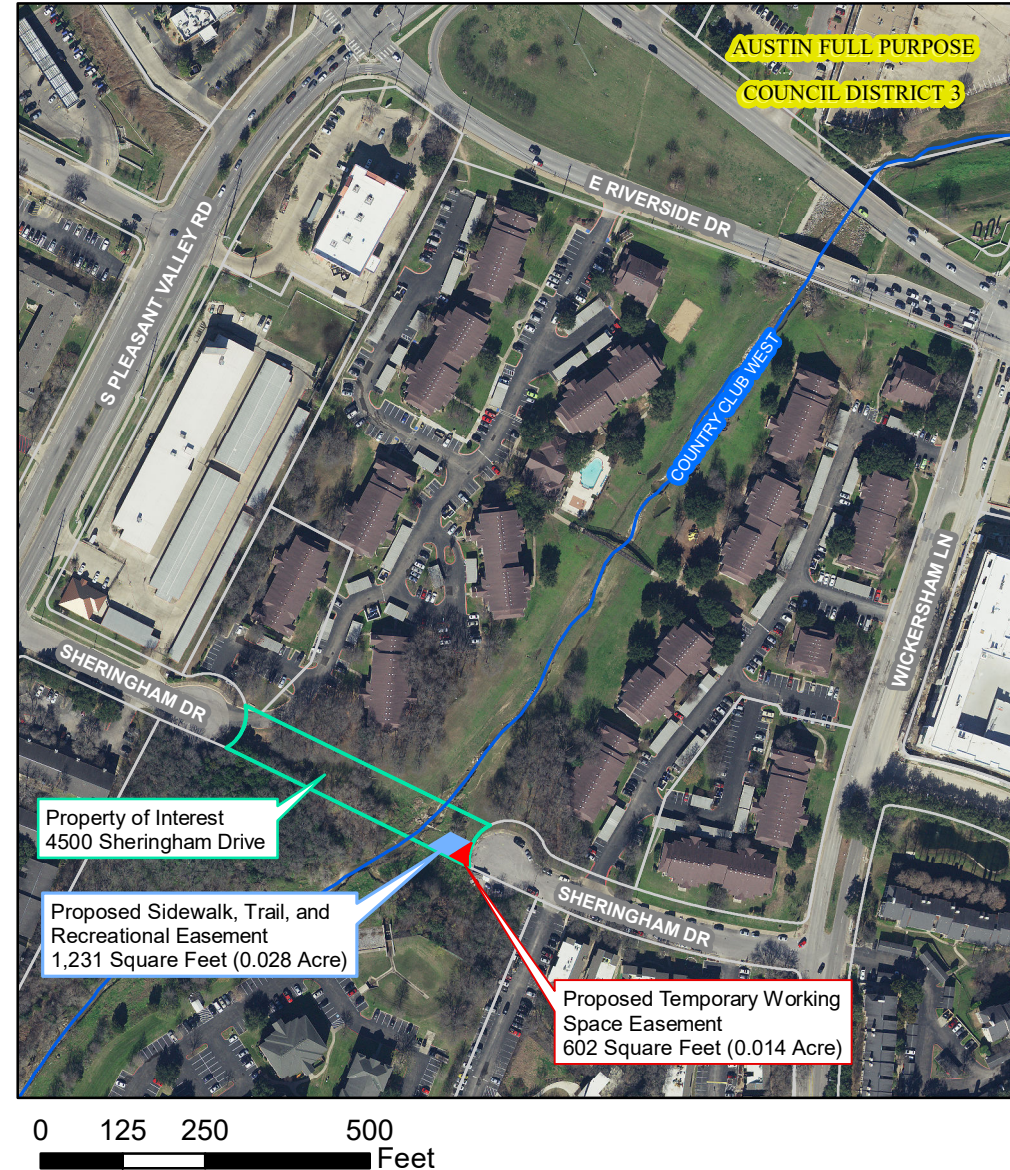 AUSTIN FULL PURPOSE
COUNCIL DISTRICT 3
E RIVERSIDE DR
S PLEASANT VALLEY RD
COUNTRY CLUB WEST
WICKERSHAM LN
SHERINGHAM DR
Property of Interest
4500 Sheringham Drive
Proposed Sidewalk, Trail, and
Recreational Easement
1,231 Square Feet (0.028 Acre)
SHERINGHAM DR
Proposed Temporary Working
Space Easement
602 Square Feet (0.014 Acre)
0 125 250 500
Feet